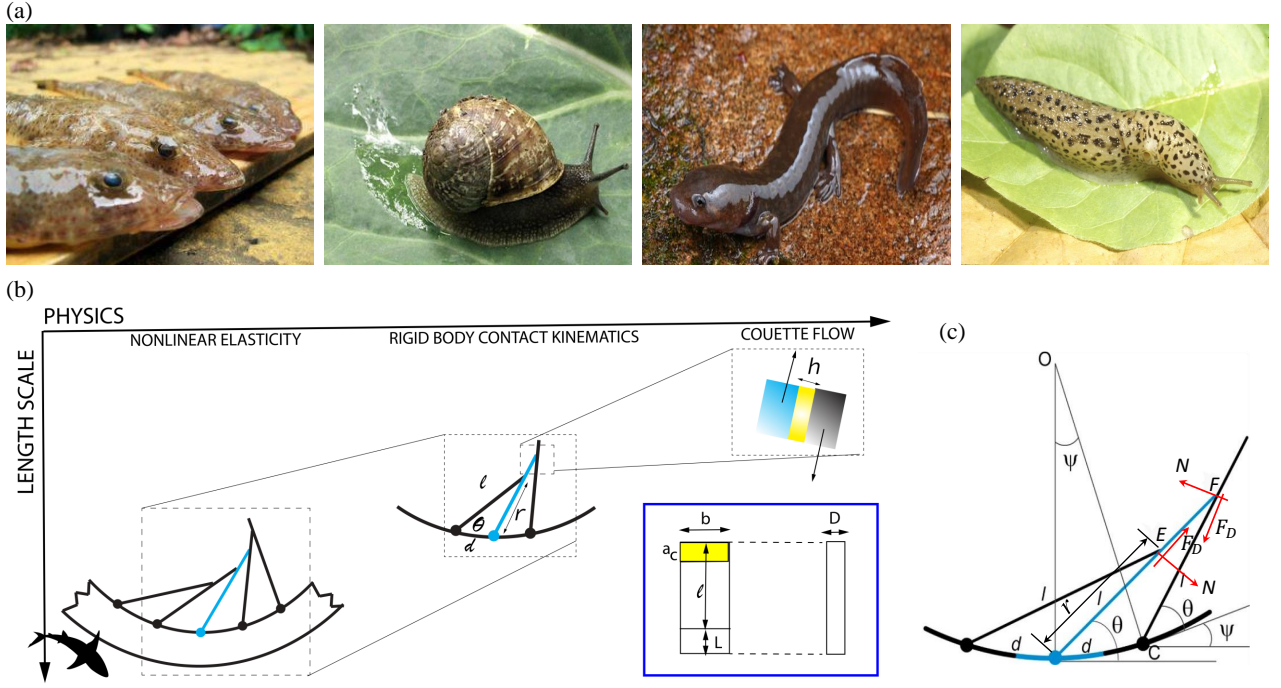 (a)
(b)
PHYSICS
NONLINEAR ELASTICITY
RIGID BODY CONTACT KINEMATICS
COUETTE FLOW
LENGTH SCALE
h
ℓ
θ
r
d
b
D
a_c
ℓ
L
(c)
O
ψ
N
F
F_D
E
F_D
N
l
r
l
l
θ
θ
ψ
d
d
C